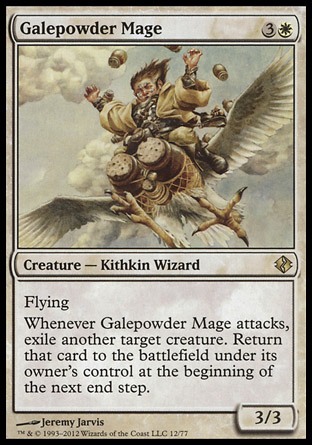 Galepowder Mage 3
Creature — Kithkin Wizard
Flying
Whenever Galepowder Mage attacks,
exile another target creature. Return
that card to the battlefield under its
owner's control at the beginning of
the next end step.
Jeremy Jarvis
™ & © 1993–2012 Wizards of the Coast LLC 12/77
3/3